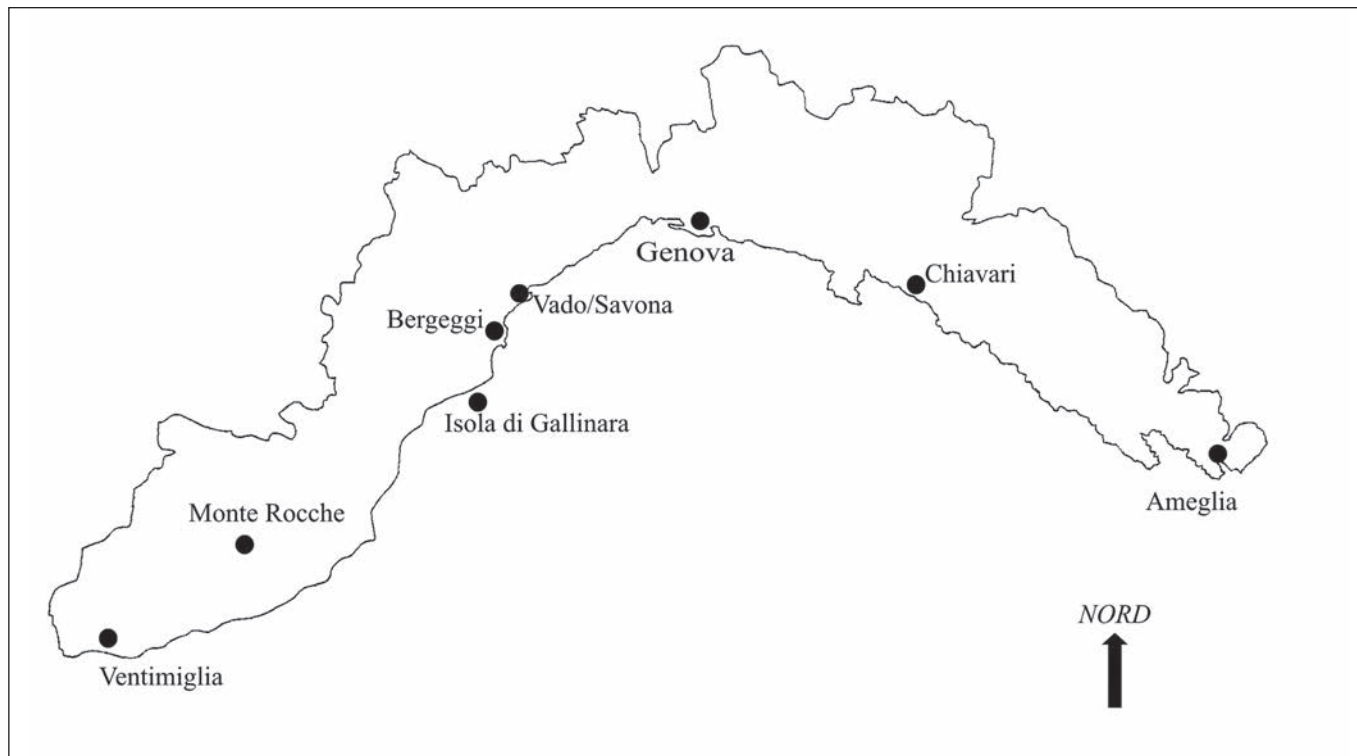 Genova
Chiavari
Vado/Savona
Bergeggi
Isola di Gallinara
Ameglia
Monte Rocche
NORD
Ventimiglia